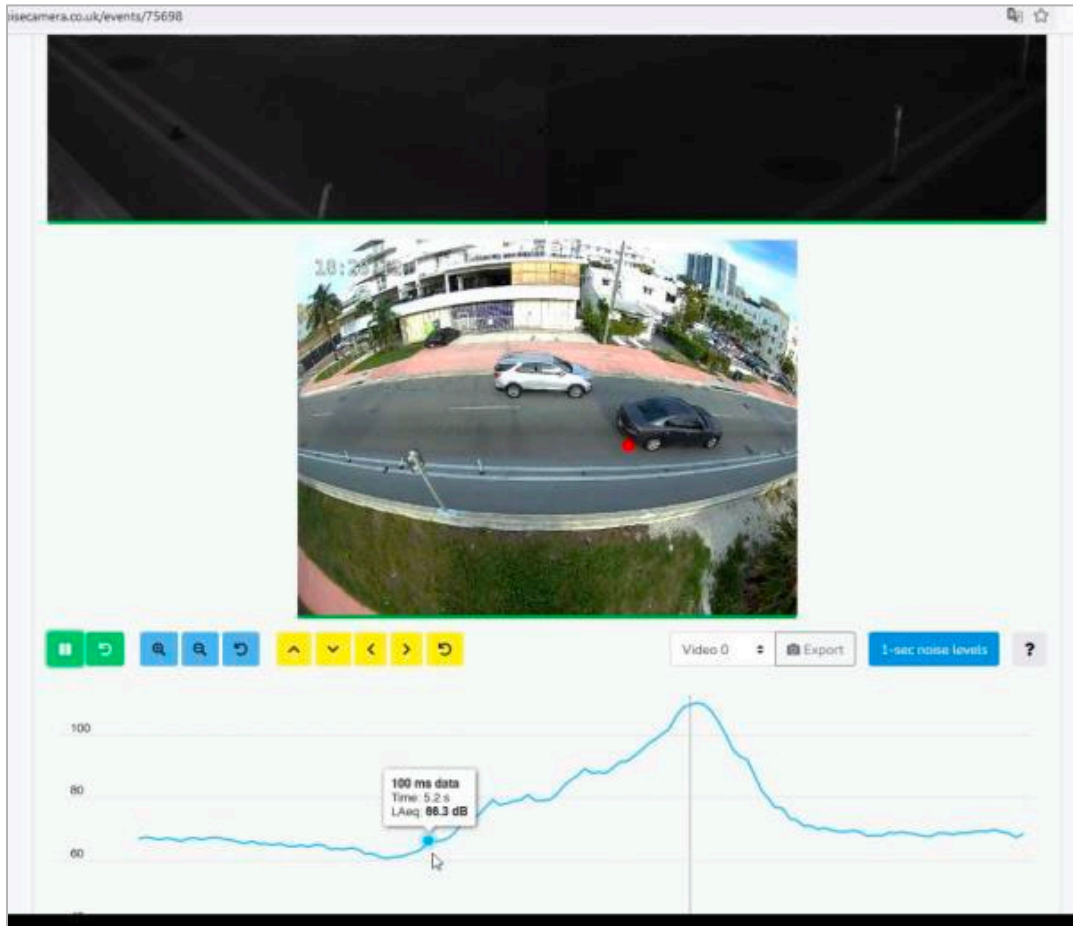 isecamera.co.uk/events/75698
Video 0
Export
1-sec noise levels
?
100
80
60
100 ms data
Time: 5.2 s
LAeq: 66.3 dB